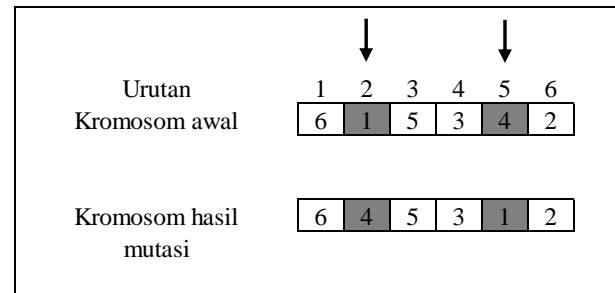 Urutan 1 2 3 4 5 6
Kromosom awal 6 1 5 3 4 2
Kromosom hasil 6 4 5 3 1 2
mutasi